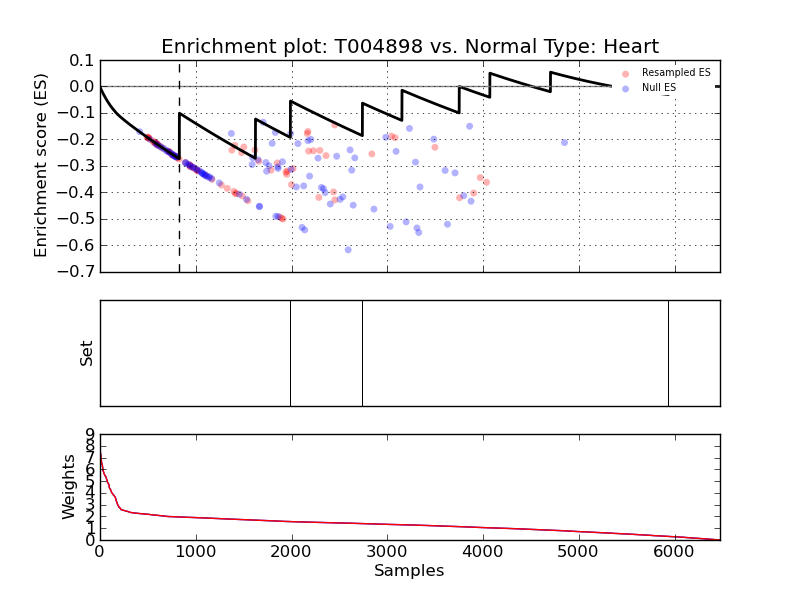 Enrichment plot: T004898 vs. Normal Type: Heart
Enrichment score (ES)
0.1
0.0
−0.1
−0.2
−0.3
−0.4
−0.5
−0.6
−0.7
Resampled ES
Null ES
Set
Weights
9
8
7
6
5
4
3
2
1
0
0 1000 2000 3000 4000 5000 6000
Samples